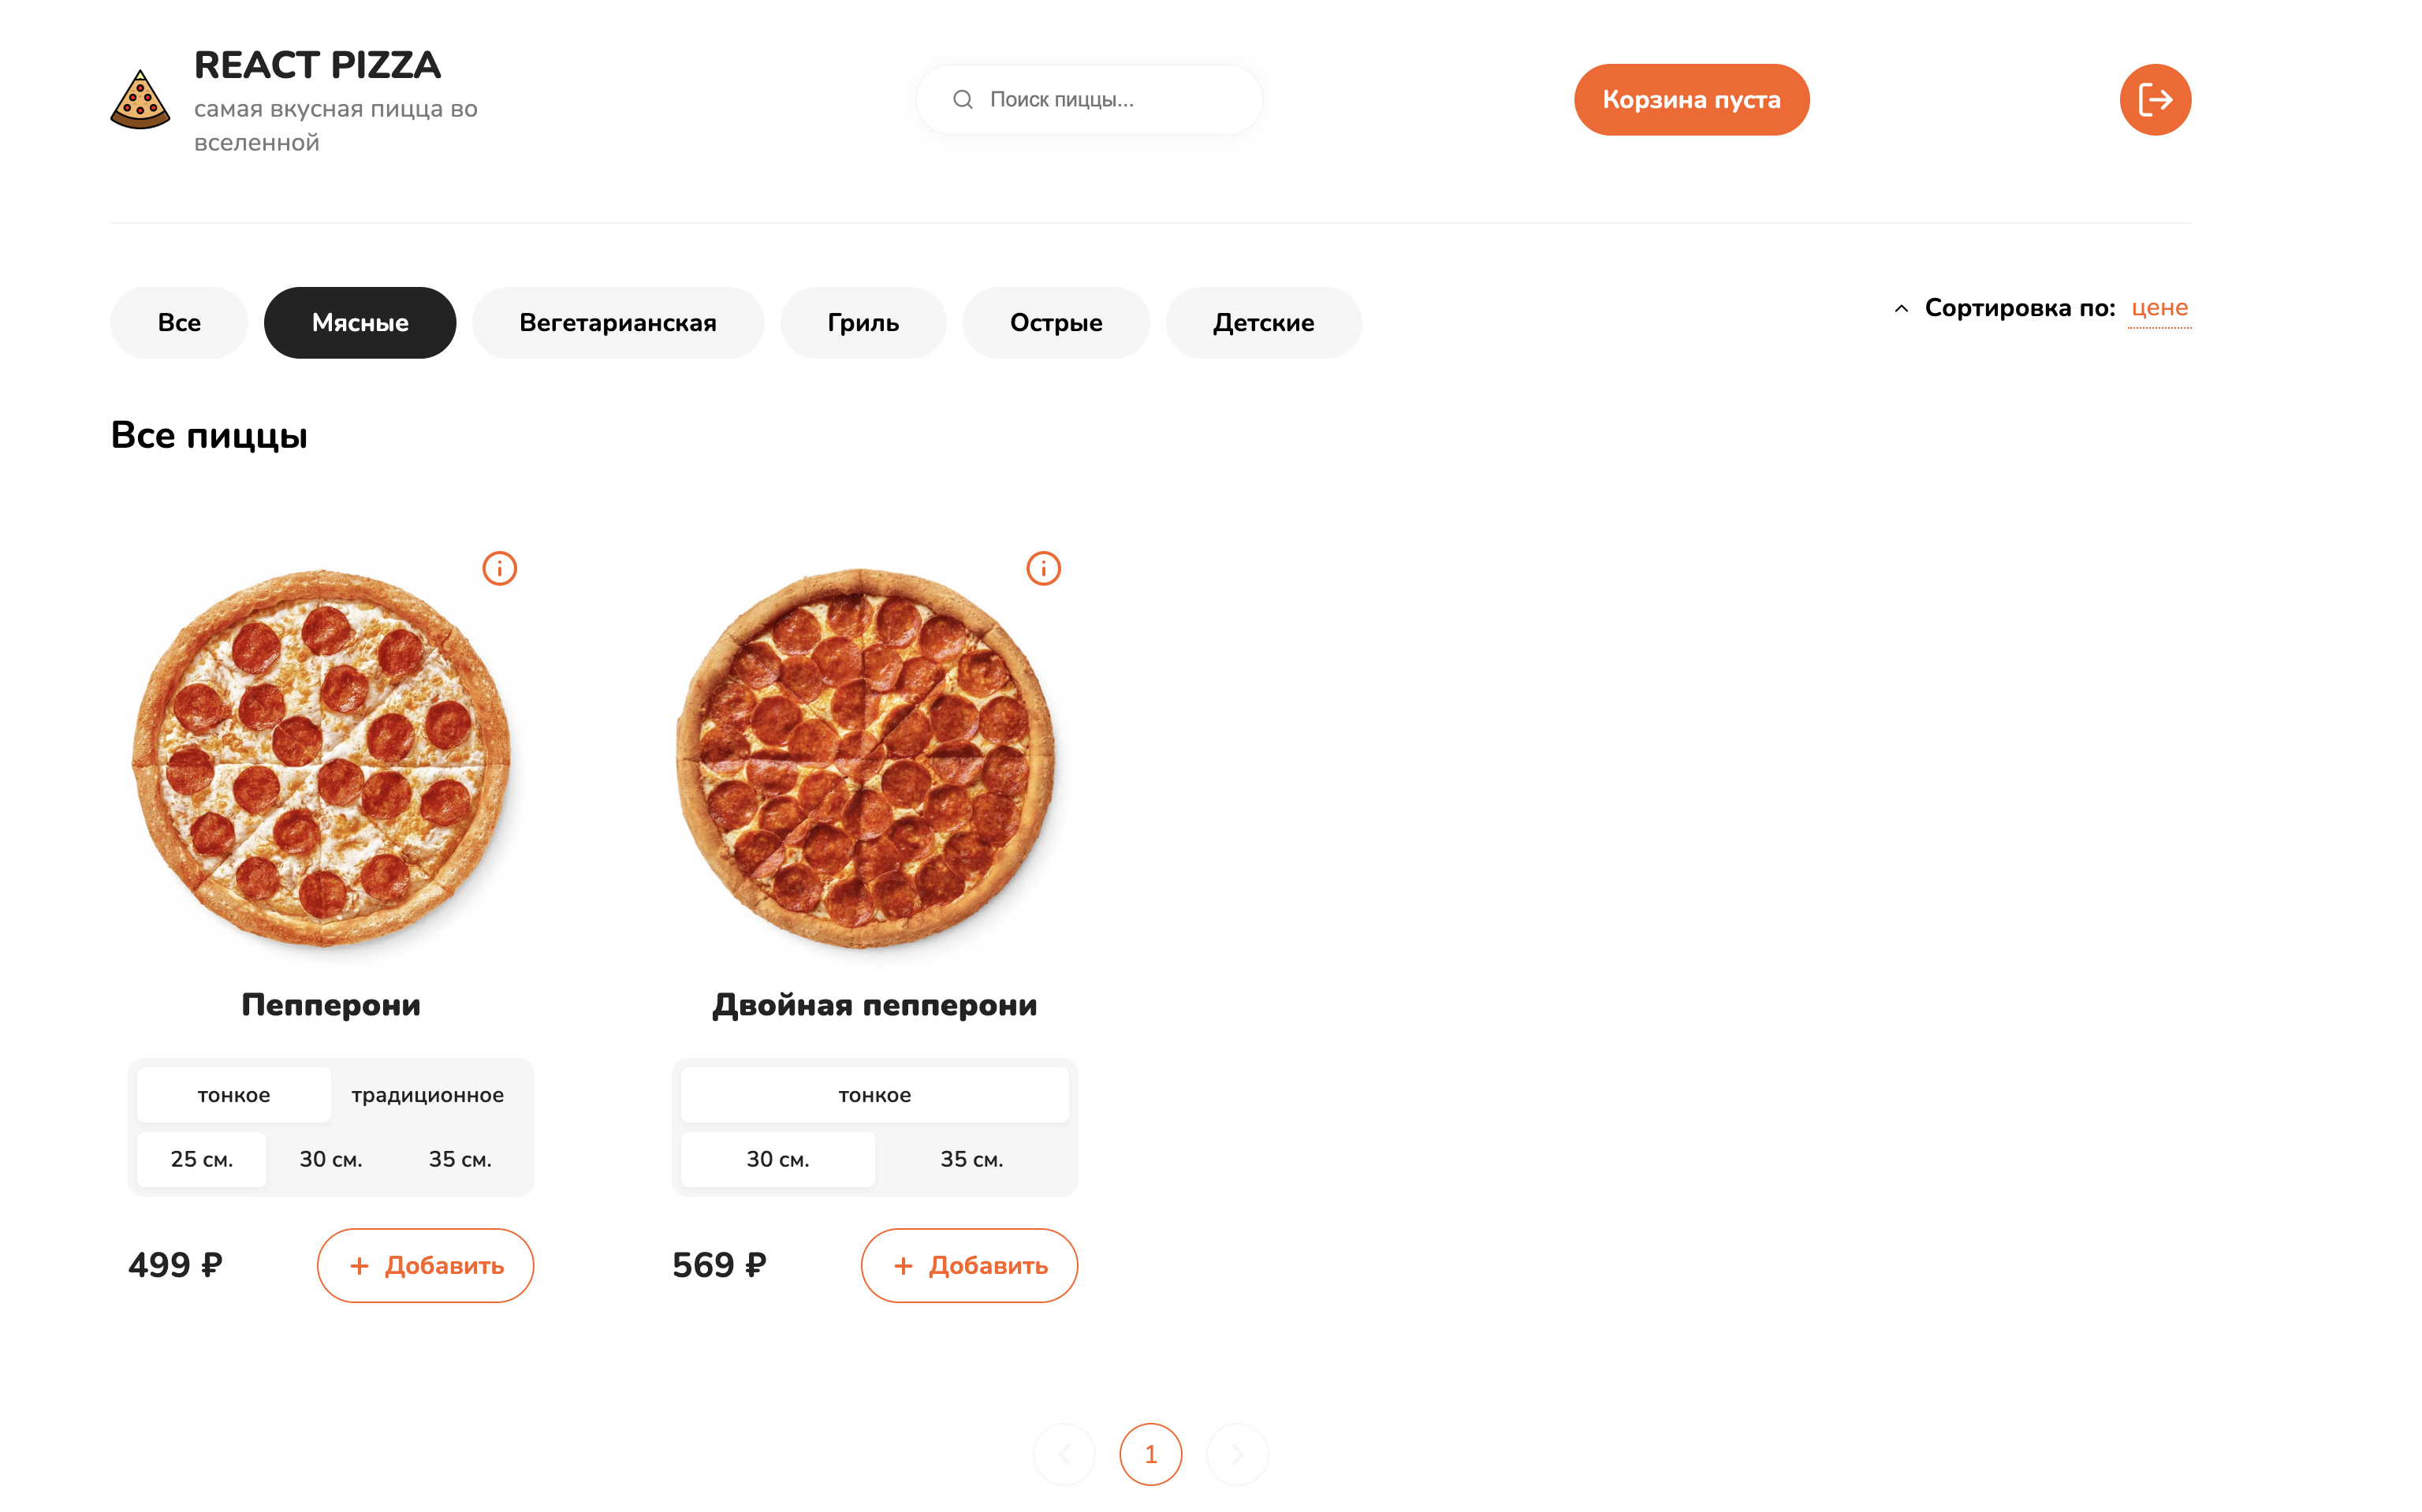 REACT PIZZA
самая вкусная пицца во
вселенной
Поиск пиццы...
Корзина пуста
Все
Мясные
Вегетарианская
Гриль
Острые
Детские
Сортировка по: цене
Все пиццы
Пепперони
тонкое традиционное
25 см. 30 см. 35 см.
499 ₽
+ Добавить
Двойная пепперони
тонкое
30 см. 35 см.
569 ₽
+ Добавить
1